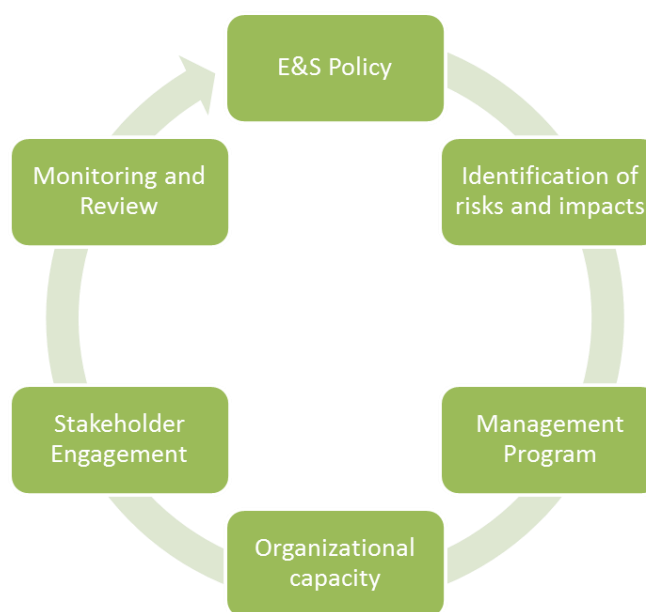 E&S Policy
Identification of
risks and impacts
Management
Program
Organizational
capacity
Stakeholder
Engagement
Monitoring and
Review